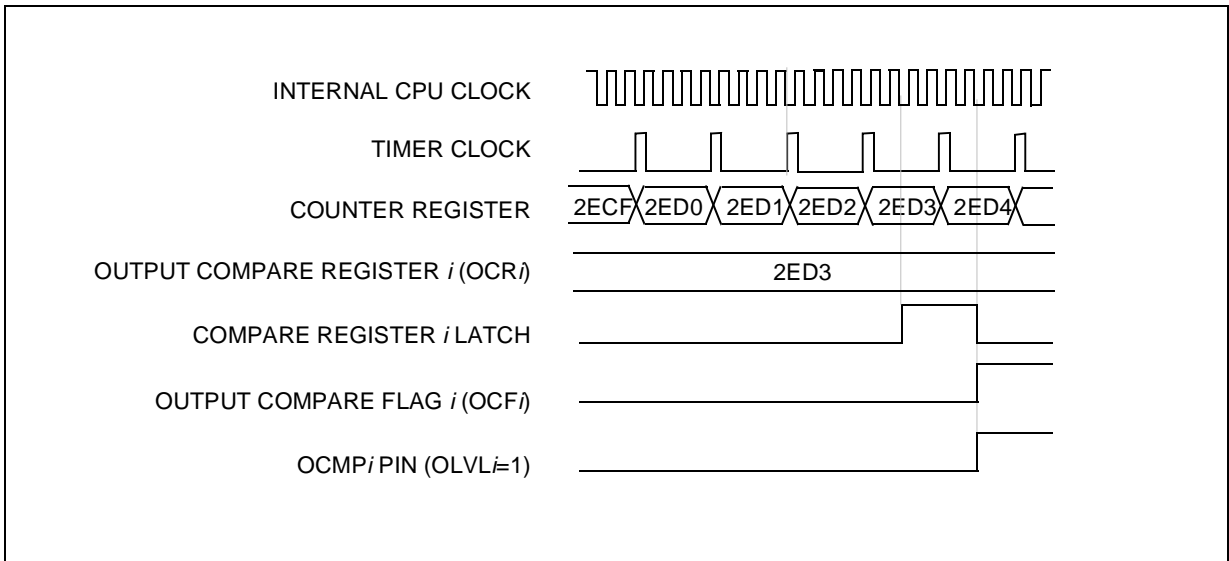 INTERNAL CPU CLOCK
TIMER CLOCK
COUNTER REGISTER
2ECF 2ED0 2ED1 2ED2 2ED3 2ED4
OUTPUT COMPARE REGISTER i (OCRi)
2ED3
COMPARE REGISTER i LATCH
OUTPUT COMPARE FLAG i (OCFi)
OCMPi PIN (OLVLi=1)